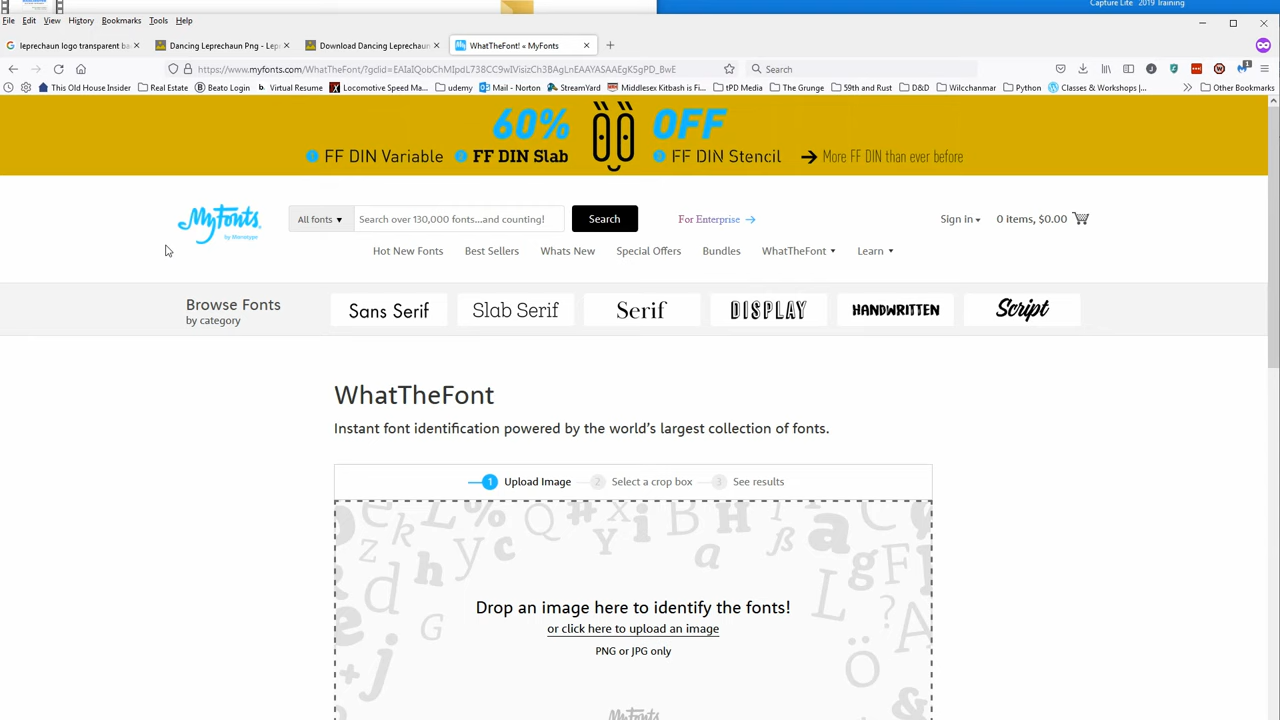 Capture Lite 2019 Training
File Edit View History Bookmarks Tools Help
leprechaun logo transparent ba
Dancing Leprechaun Png - Lep
Download Dancing Leprechaun
WhatTheFont! « MyFonts
Search
This Old House Insider Real Estate Beato Login Virtual Resume Locomotive Speed Ma... udemy Mail - Norton StreamYard Middlesex Kitbash is Fi... tPD Media The Grunge 59th and Rust D&D Wilcchanmar Python Classes & Workshops |... Other Bookmarks
60% OFF
1 FF DIN Variable 2 FF DIN Slab 3 FF DIN Stencil → More FF DIN than ever before
MyFonts
by Monotype
All fonts ▾ Search over 130,000 fonts...and counting! Search For Enterprise → Sign in ▾ 0 items, $0.00
Hot New Fonts Best Sellers Whats New Special Offers Bundles WhatTheFont ▾ Learn ▾
Browse Fonts
by category
Sans Serif Slab Serif Serif DISPLAY HANDWRITTEN Script
WhatTheFont
Instant font identification powered by the world's largest collection of fonts.
1 Upload Image 2 Select a crop box 3 See results
Drop an image here to identify the fonts!
or click here to upload an image
PNG or JPG only
MyFonts